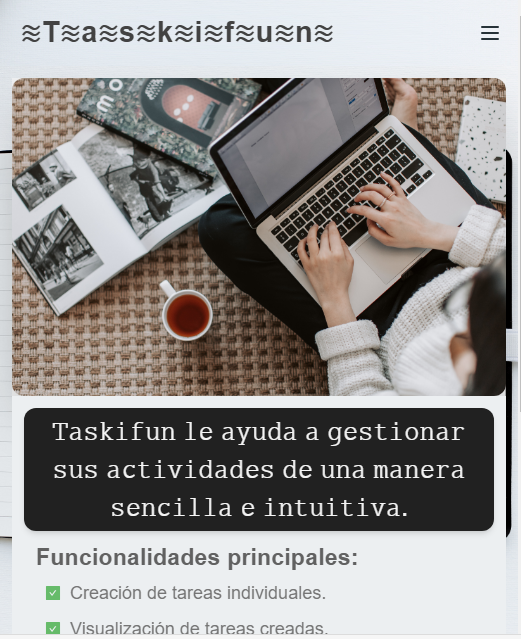 ≋T≋a≋s≋k≋i≋f≋u≋n≋
Taskifun le ayuda a gestionar
sus actividades de una manera
sencilla e intuitiva.
Funcionalidades principales:
Creación de tareas individuales.
Visualización de tareas creadas.